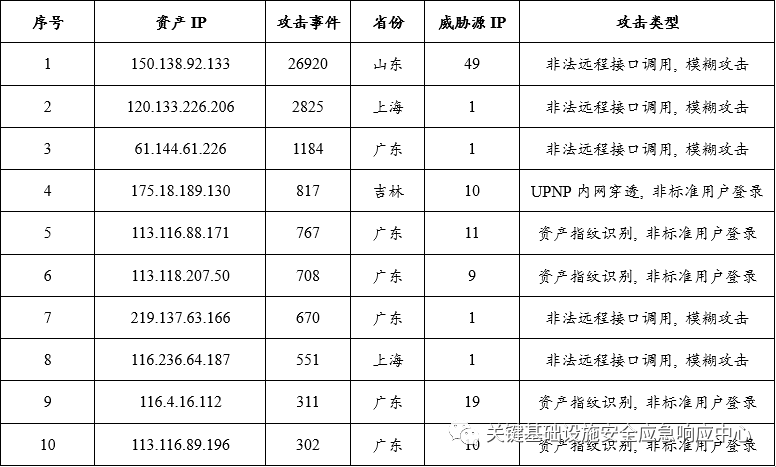 序号 资产 IP 攻击事件 省份 威胁源 IP 攻击类型
1 150.138.92.133 26920 山东 49 非法远程接口调用, 模糊攻击
2 120.133.226.206 2825 上海 1 非法远程接口调用, 模糊攻击
3 61.144.61.226 1184 广东 1 非法远程接口调用, 模糊攻击
4 175.18.189.130 817 吉林 10 UPNP 内网穿透, 非标准用户登录
5 113.116.88.171 767 广东 11 资产指纹识别, 非标准用户登录
6 113.118.207.50 708 广东 9 资产指纹识别, 非标准用户登录
7 219.137.63.166 670 广东 1 非法远程接口调用, 模糊攻击
8 116.236.64.187 551 上海 1 非法远程接口调用, 模糊攻击
9 116.4.16.112 311 广东 19 资产指纹识别, 非标准用户登录
10 113.116.89.196 302 广东 10 资产指纹识别, 非标准用户登录
关键基础设施安全应急响应中心